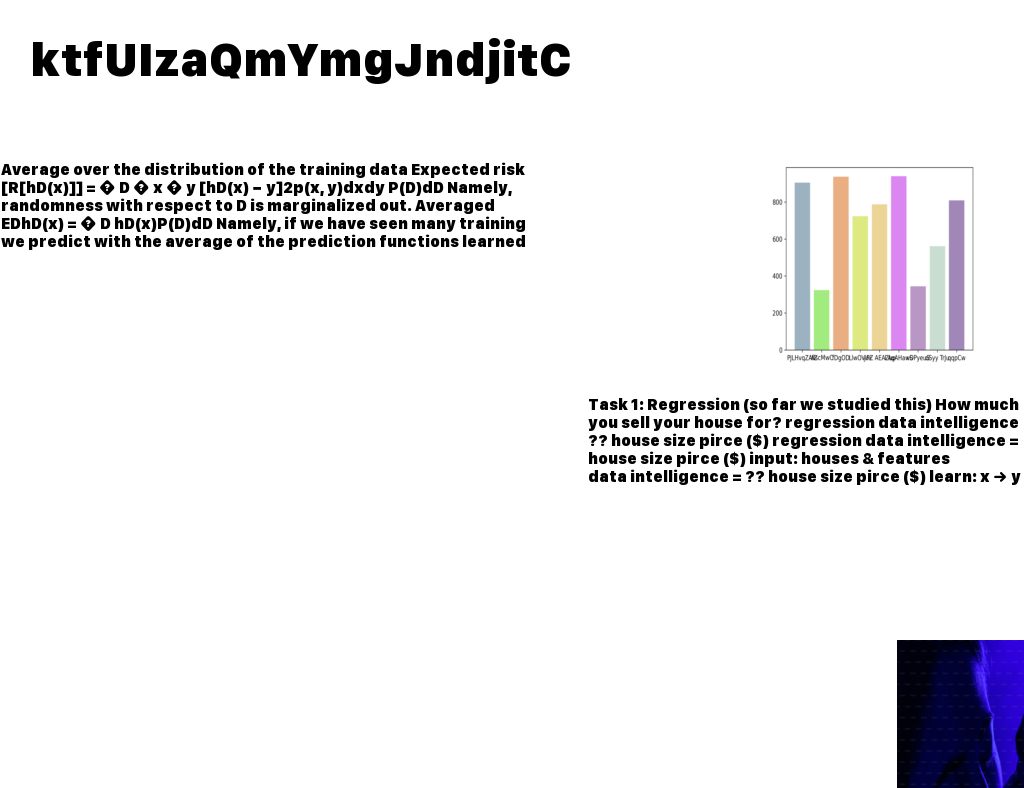 ktfUIzaQmYmgJndjitC
Average over the distribution of the training data Expected risk
[R[hD(x)]] = � D � x � y [hD(x) − y]2p(x, y)dxdy P(D)dD Namely,
randomness with respect to D is marginalized out. Averaged
EDhD(x) = � D hD(x)P(D)dD Namely, if we have seen many training
we predict with the average of the prediction functions learned
800
600
400
200
0
Task 1: Regression (so far we studied this) How much
you sell your house for? regression data intelligence
?? house size pirce ($) regression data intelligence =
house size pirce ($) input: houses & features
data intelligence = ?? house size pirce ($) learn: x → y